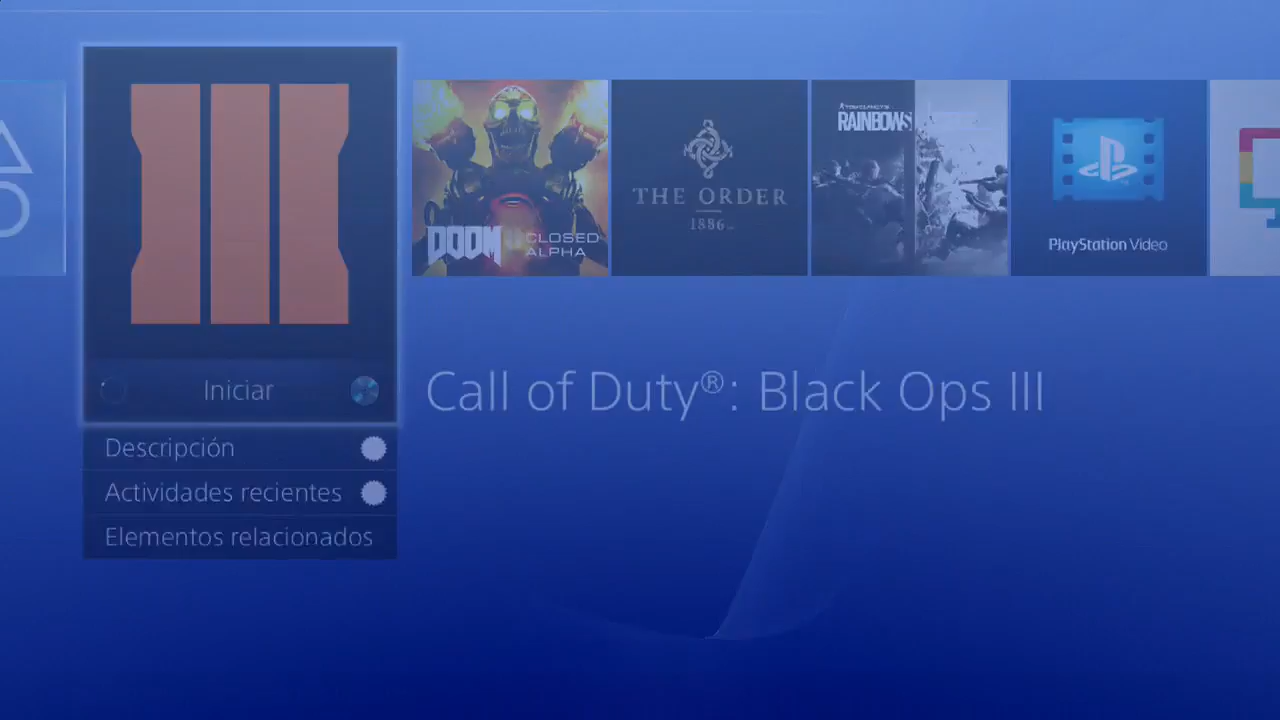 Iniciar
Call of Duty®: Black Ops III
Descripción
Actividades recientes
Elementos relacionados
DOOM
CLOSED
ALPHA
THE ORDER
1886
RAINBOWS
PlayStation Video